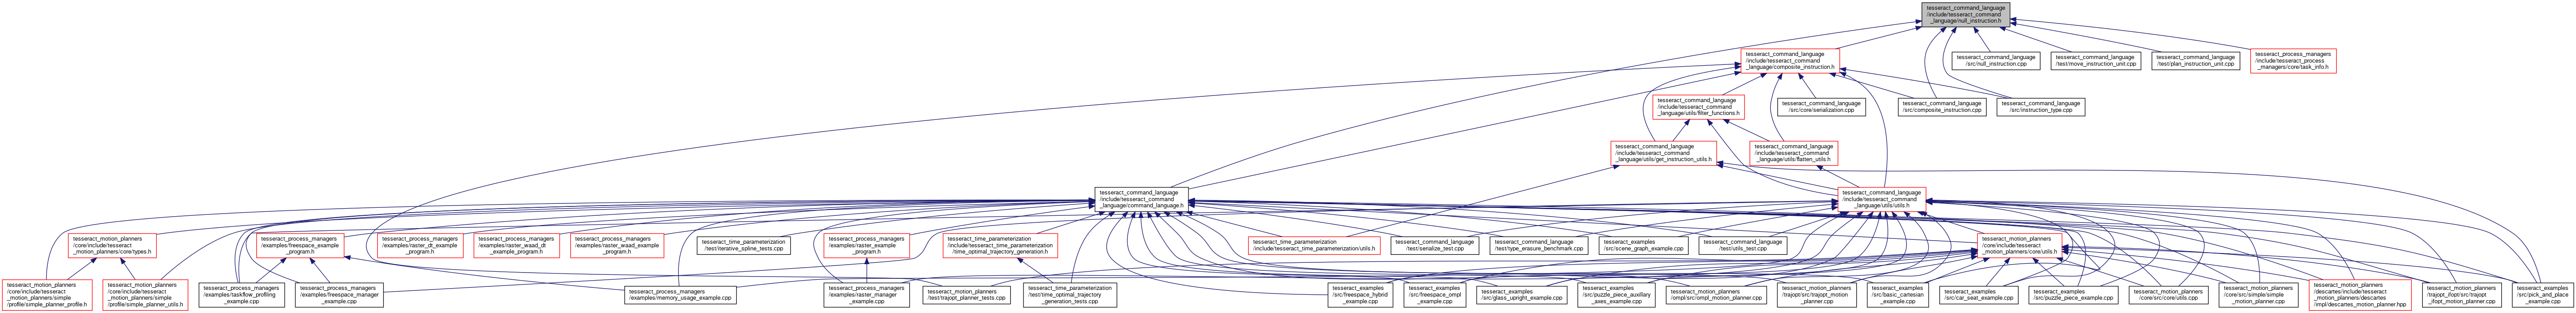 tesseract_command_language
/include/tesseract_command
_language/null_instruction.h
tesseract_command_language
/include/tesseract_command
_language/composite_instruction.h
tesseract_command_language
/src/null_instruction.cpp
tesseract_command_language
/test/move_instruction_unit.cpp
tesseract_command_language
/test/plan_instruction_unit.cpp
tesseract_process_managers
/include/tesseract_process
_managers/core/task_info.h
tesseract_command_language
/include/tesseract_command
_language/utils/filter_functions.h
tesseract_command_language
/src/core/serialization.cpp
tesseract_command_language
/src/composite_instruction.cpp
tesseract_command_language
/src/instruction_type.cpp
tesseract_command_language
/include/tesseract_command
_language/utils/get_instruction_utils.h
tesseract_command_language
/include/tesseract_command
_language/utils/flatten_utils.h
tesseract_command_language
/include/tesseract_command
_language/command_language.h
tesseract_command_language
/include/tesseract_command
_language/utils/utils.h
tesseract_motion_planners
/core/include/tesseract
_motion_planners/core/types.h
tesseract_process_managers
/examples/freespace_example
_program.h
tesseract_process_managers
/examples/raster_dt_example
_program.h
tesseract_process_managers
/examples/raster_waad_dt
_example_program.h
tesseract_process_managers
/examples/raster_waad_example
_program.h
tesseract_time_parameterization
/test/iterative_spline_tests.cpp
tesseract_process_managers
/examples/raster_example
_program.h
tesseract_time_parameterization
/include/tesseract_time_parameterization
/time_optimal_trajectory_generation.h
tesseract_time_parameterization
/include/tesseract_time_parameterization/utils.h
tesseract_command_language
/test/serialize_test.cpp
tesseract_command_language
/test/type_erasure_benchmark.cpp
tesseract_examples
/src/scene_graph_example.cpp
tesseract_command_language
/test/utils_test.cpp
tesseract_motion_planners
/core/include/tesseract
_motion_planners/core/utils.h
tesseract_motion_planners
/core/include/tesseract
_motion_planners/simple
/profile/simple_planner_profile.h
tesseract_motion_planners
/core/include/tesseract
_motion_planners/simple
/profile/simple_planner_utils.h
tesseract_process_managers
/examples/taskflow_profiling
_example.cpp
tesseract_process_managers
/examples/freespace_manager
_example.cpp
tesseract_process_managers
/examples/memory_usage_example.cpp
tesseract_process_managers
/examples/raster_manager
_example.cpp
tesseract_motion_planners
/test/trajopt_planner_tests.cpp
tesseract_time_parameterization
/test/time_optimal_trajectory
_generation_tests.cpp
tesseract_examples
/src/freespace_hybrid
_example.cpp
tesseract_examples
/src/freespace_ompl
_example.cpp
tesseract_examples
/src/glass_upright_example.cpp
tesseract_examples
/src/puzzle_piece_auxillary
_axes_example.cpp
tesseract_motion_planners
/ompl/src/ompl_motion_planner.cpp
tesseract_motion_planners
/trajopt/src/trajopt_motion
_planner.cpp
tesseract_examples
/src/basic_cartesian
_example.cpp
tesseract_examples
/src/car_seat_example.cpp
tesseract_examples
/src/puzzle_piece_example.cpp
tesseract_motion_planners
/core/src/core/utils.cpp
tesseract_motion_planners
/core/src/simple/simple
_motion_planner.cpp
tesseract_motion_planners
/descartes/include/tesseract
_motion_planners/descartes
/impl/descartes_motion_planner.hpp
tesseract_motion_planners
/trajopt_ifopt/src/trajopt
_ifopt_motion_planner.cpp
tesseract_examples
/src/pick_and_place
_example.cpp